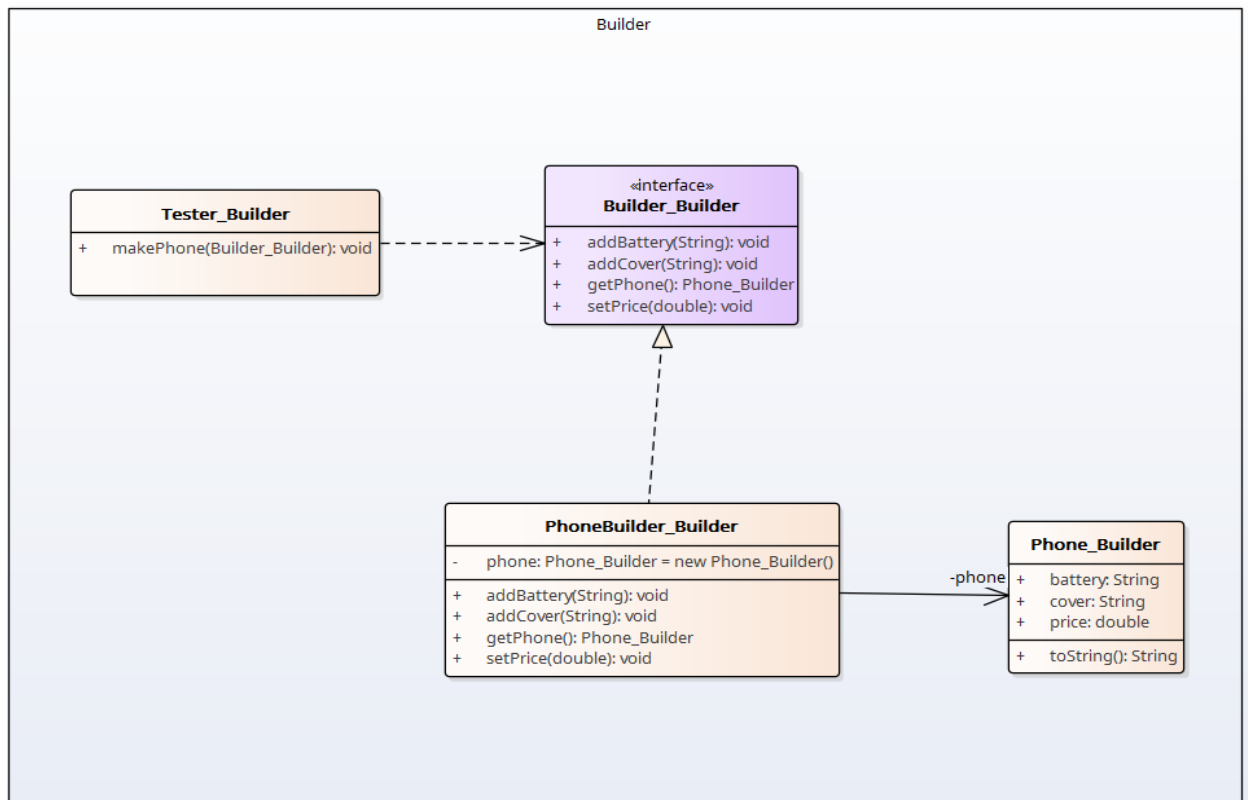 Builder
Tester_Builder
+ makePhone(Builder_Builder): void
«interface»
Builder_Builder
+ addBattery(String): void
+ addCover(String): void
+ getPhone(): Phone_Builder
+ setPrice(double): void
PhoneBuilder_Builder
- phone: Phone_Builder = new Phone_Builder()
+ addBattery(String): void
+ addCover(String): void
+ getPhone(): Phone_Builder
+ setPrice(double): void
-phone
Phone_Builder
+ battery: String
+ cover: String
+ price: double
+ toString(): String